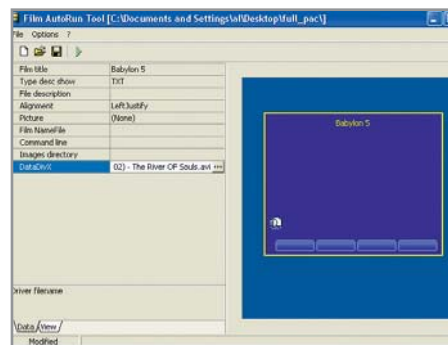 Film AutoRun Tool [C:\Documents and Settings\al\Desktop\full_pac\]
File Options ?
Film title Babylon 5
Type desc show TXT
File description
Alignment LeftJustify
Picture (None)
Film NameFile
Command line
Images directory
DataDivX 02) - The River OF Souls.avi ...
Driver filename
Data View
Modified
Babylon 5